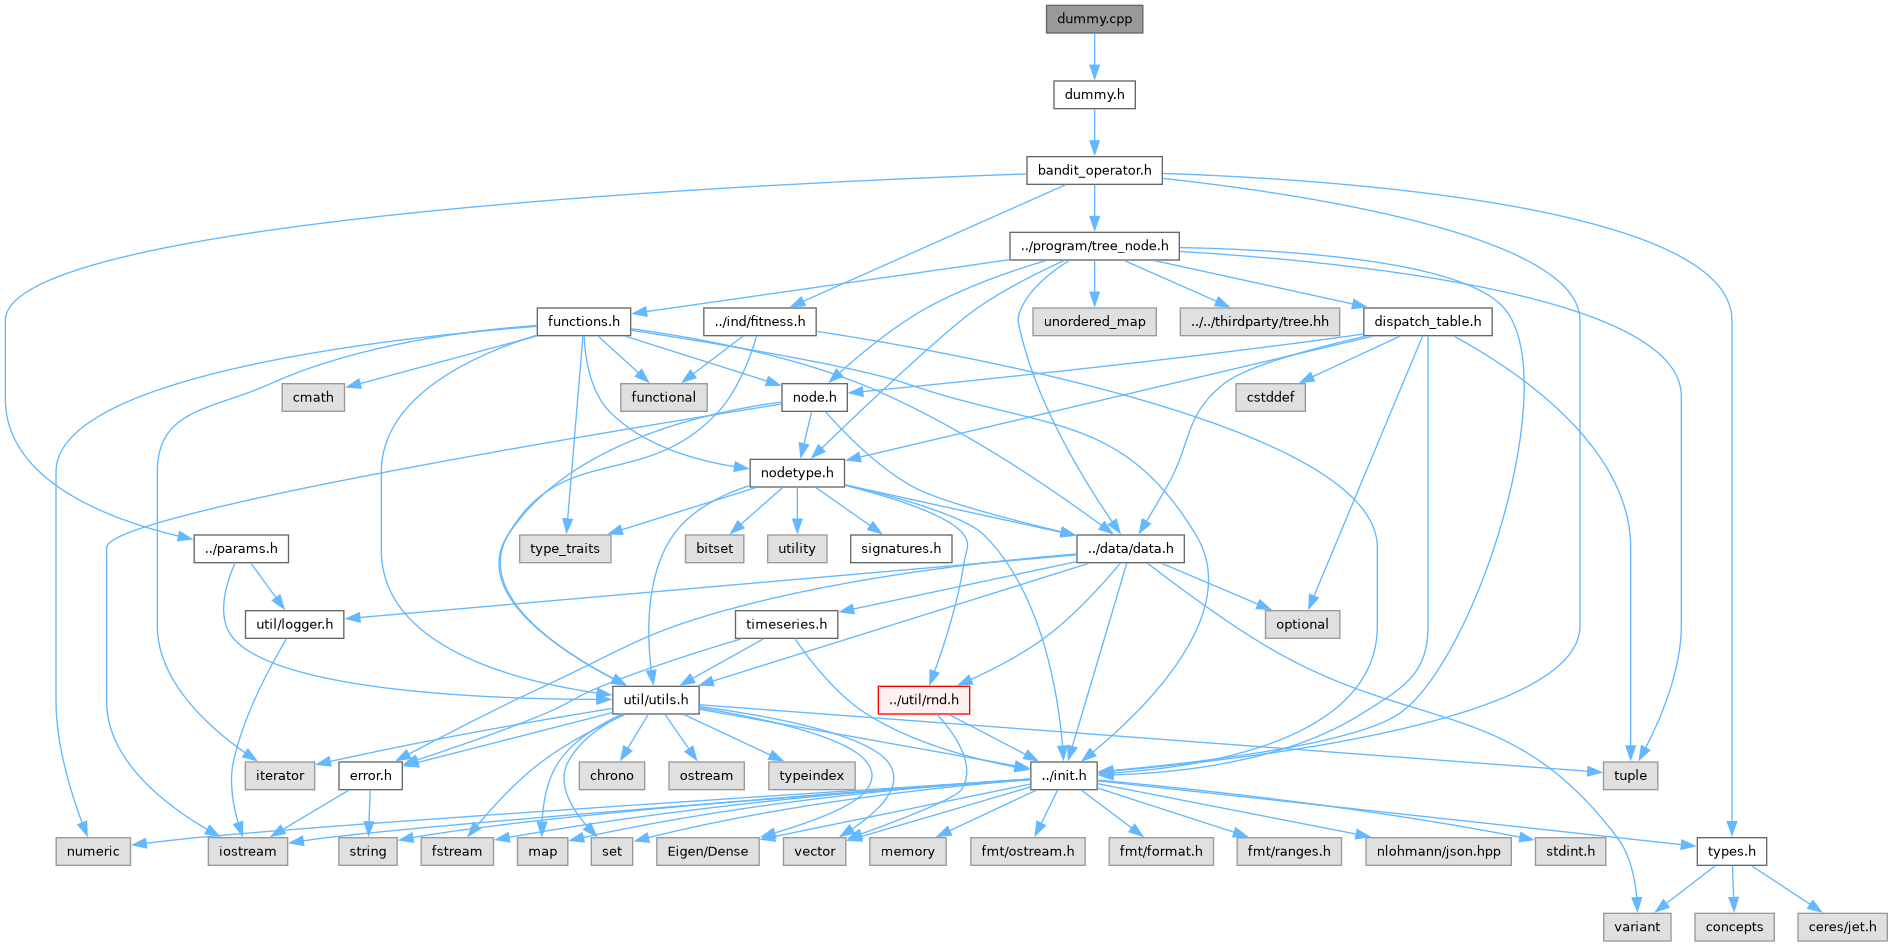 dummy.cpp
dummy.h
bandit_operator.h
../program/tree_node.h
functions.h
../ind/fitness.h
unordered_map
../../thirdparty/tree.hh
dispatch_table.h
cmath
functional
node.h
cstddef
nodetype.h
../params.h
type_traits
bitset
utility
signatures.h
../data/data.h
util/logger.h
timeseries.h
optional
util/utils.h
../util/rnd.h
iterator
error.h
chrono
ostream
typeindex
../init.h
tuple
numeric
iostream
string
fstream
map
set
Eigen/Dense
vector
memory
fmt/ostream.h
fmt/format.h
fmt/ranges.h
nlohmann/json.hpp
stdint.h
types.h
variant
concepts
ceres/jet.h